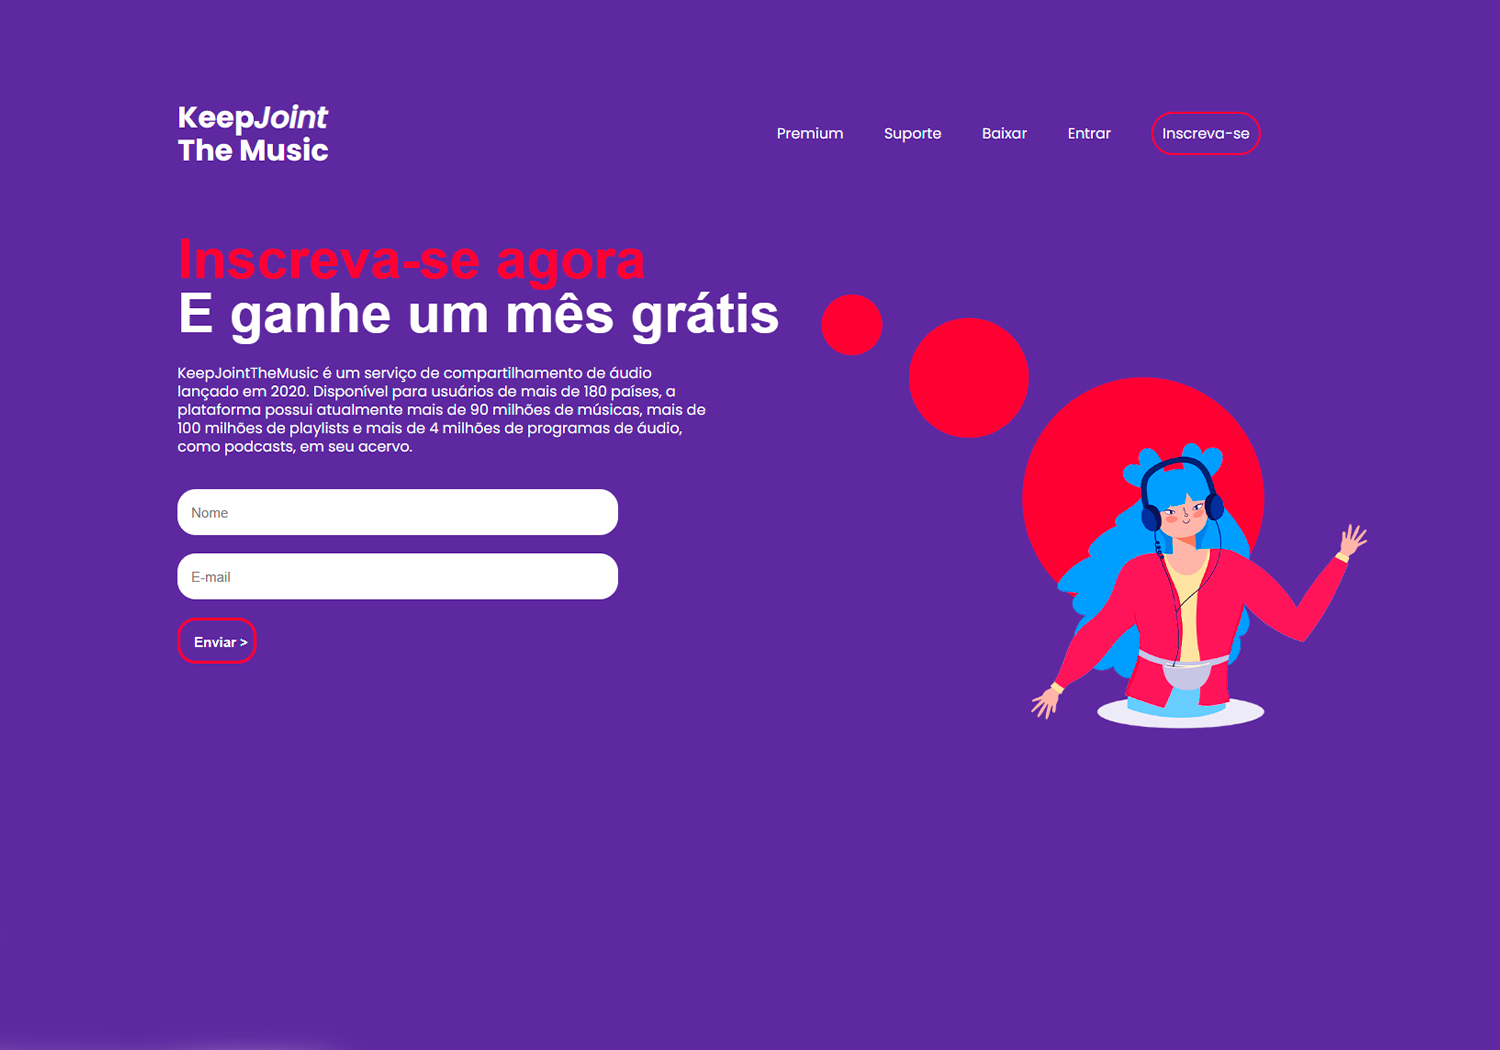 KeepJoint
The Music
Premium
Suporte
Baixar
Entrar
Inscreva-se
Inscreva-se agora
E ganhe um mês grátis
KeepJointTheMusic é um serviço de compartilhamento de áudio
lançado em 2020. Disponível para usuários de mais de 180 países, a
plataforma possui atualmente mais de 90 milhões de músicas, mais de
100 milhões de playlists e mais de 4 milhões de programas de áudio,
como podcasts, em seu acervo.
Nome
E-mail
Enviar >